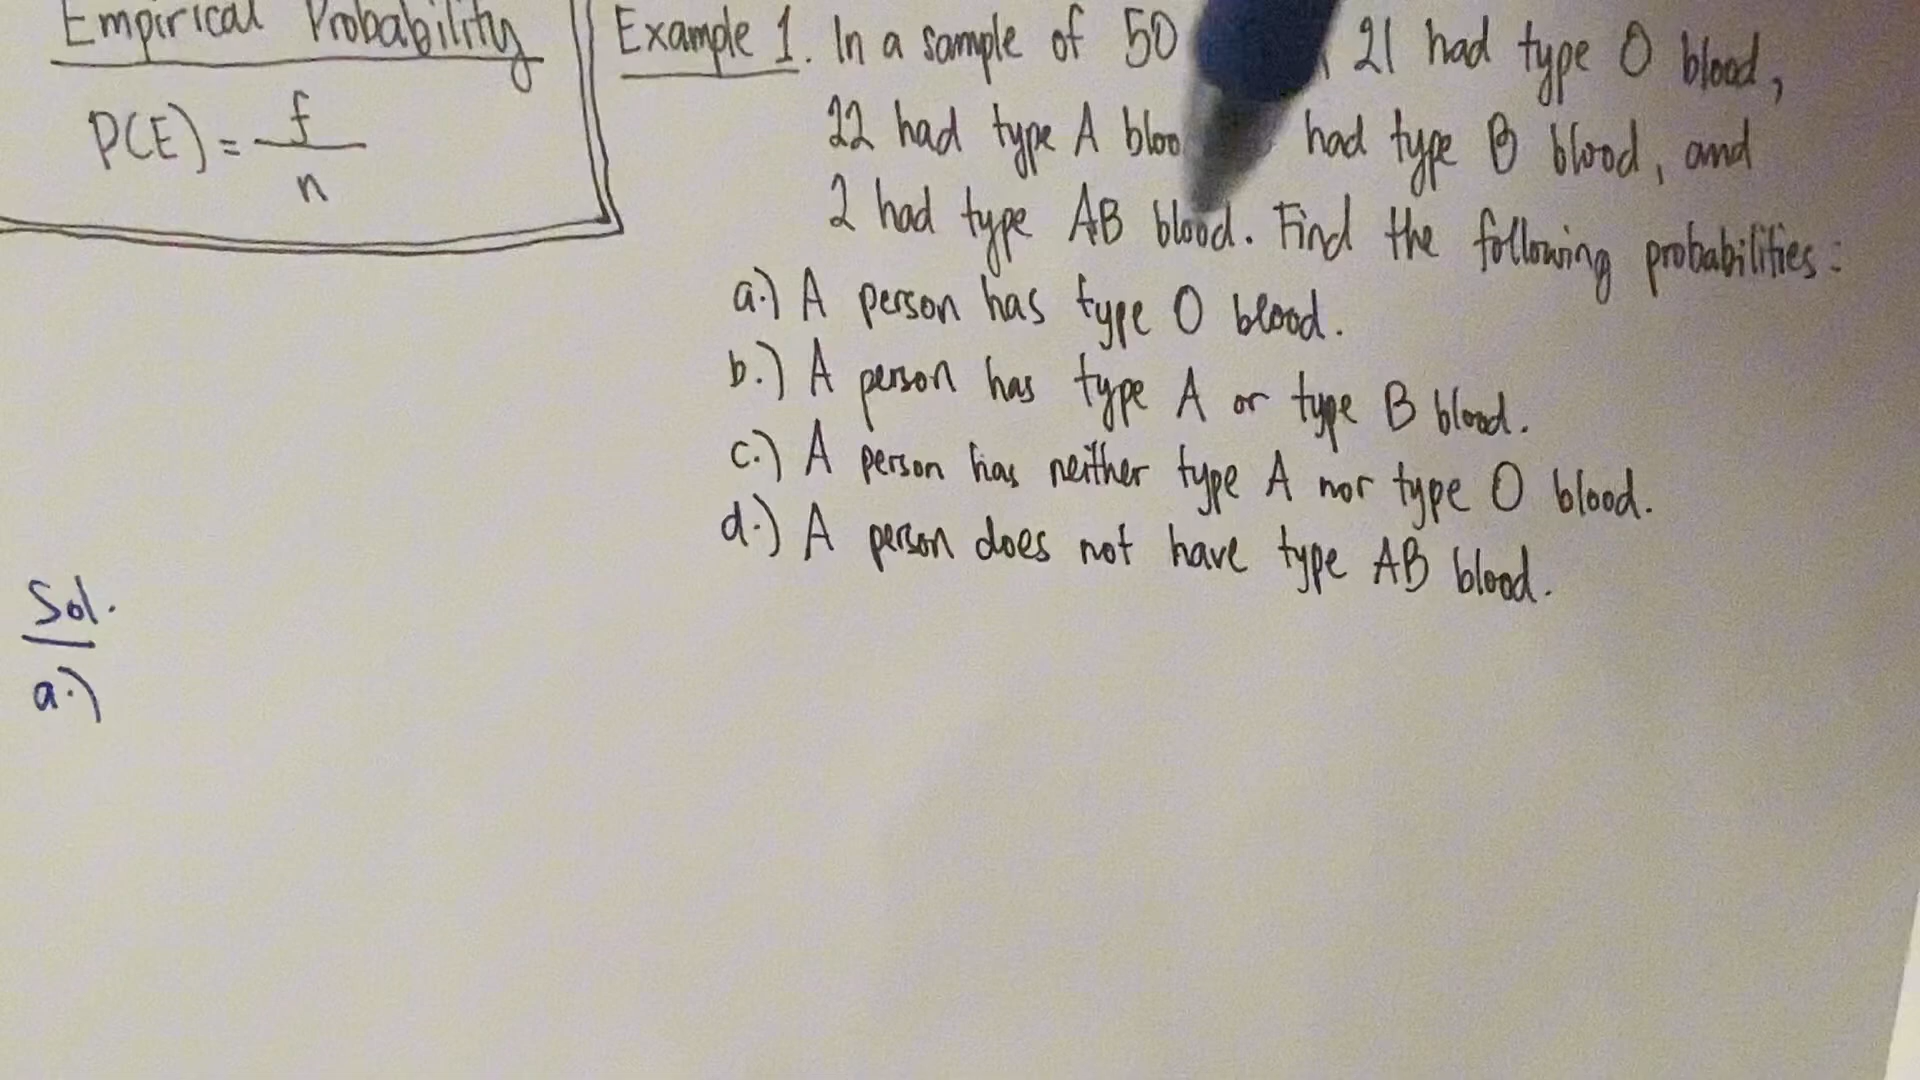 Empirical Probability
P(E) = f
n
Example 1. In a sample of 50 21 had type O blood,
22 had type A had type B blood, and
2 had type AB blood. Find the following probabilities:
a.) A person has type O blood.
b.) A person has type A or type B blood.
c.) A person has neither type A nor type O blood.
d.) A person does not have type AB blood.
Sol.
a.)